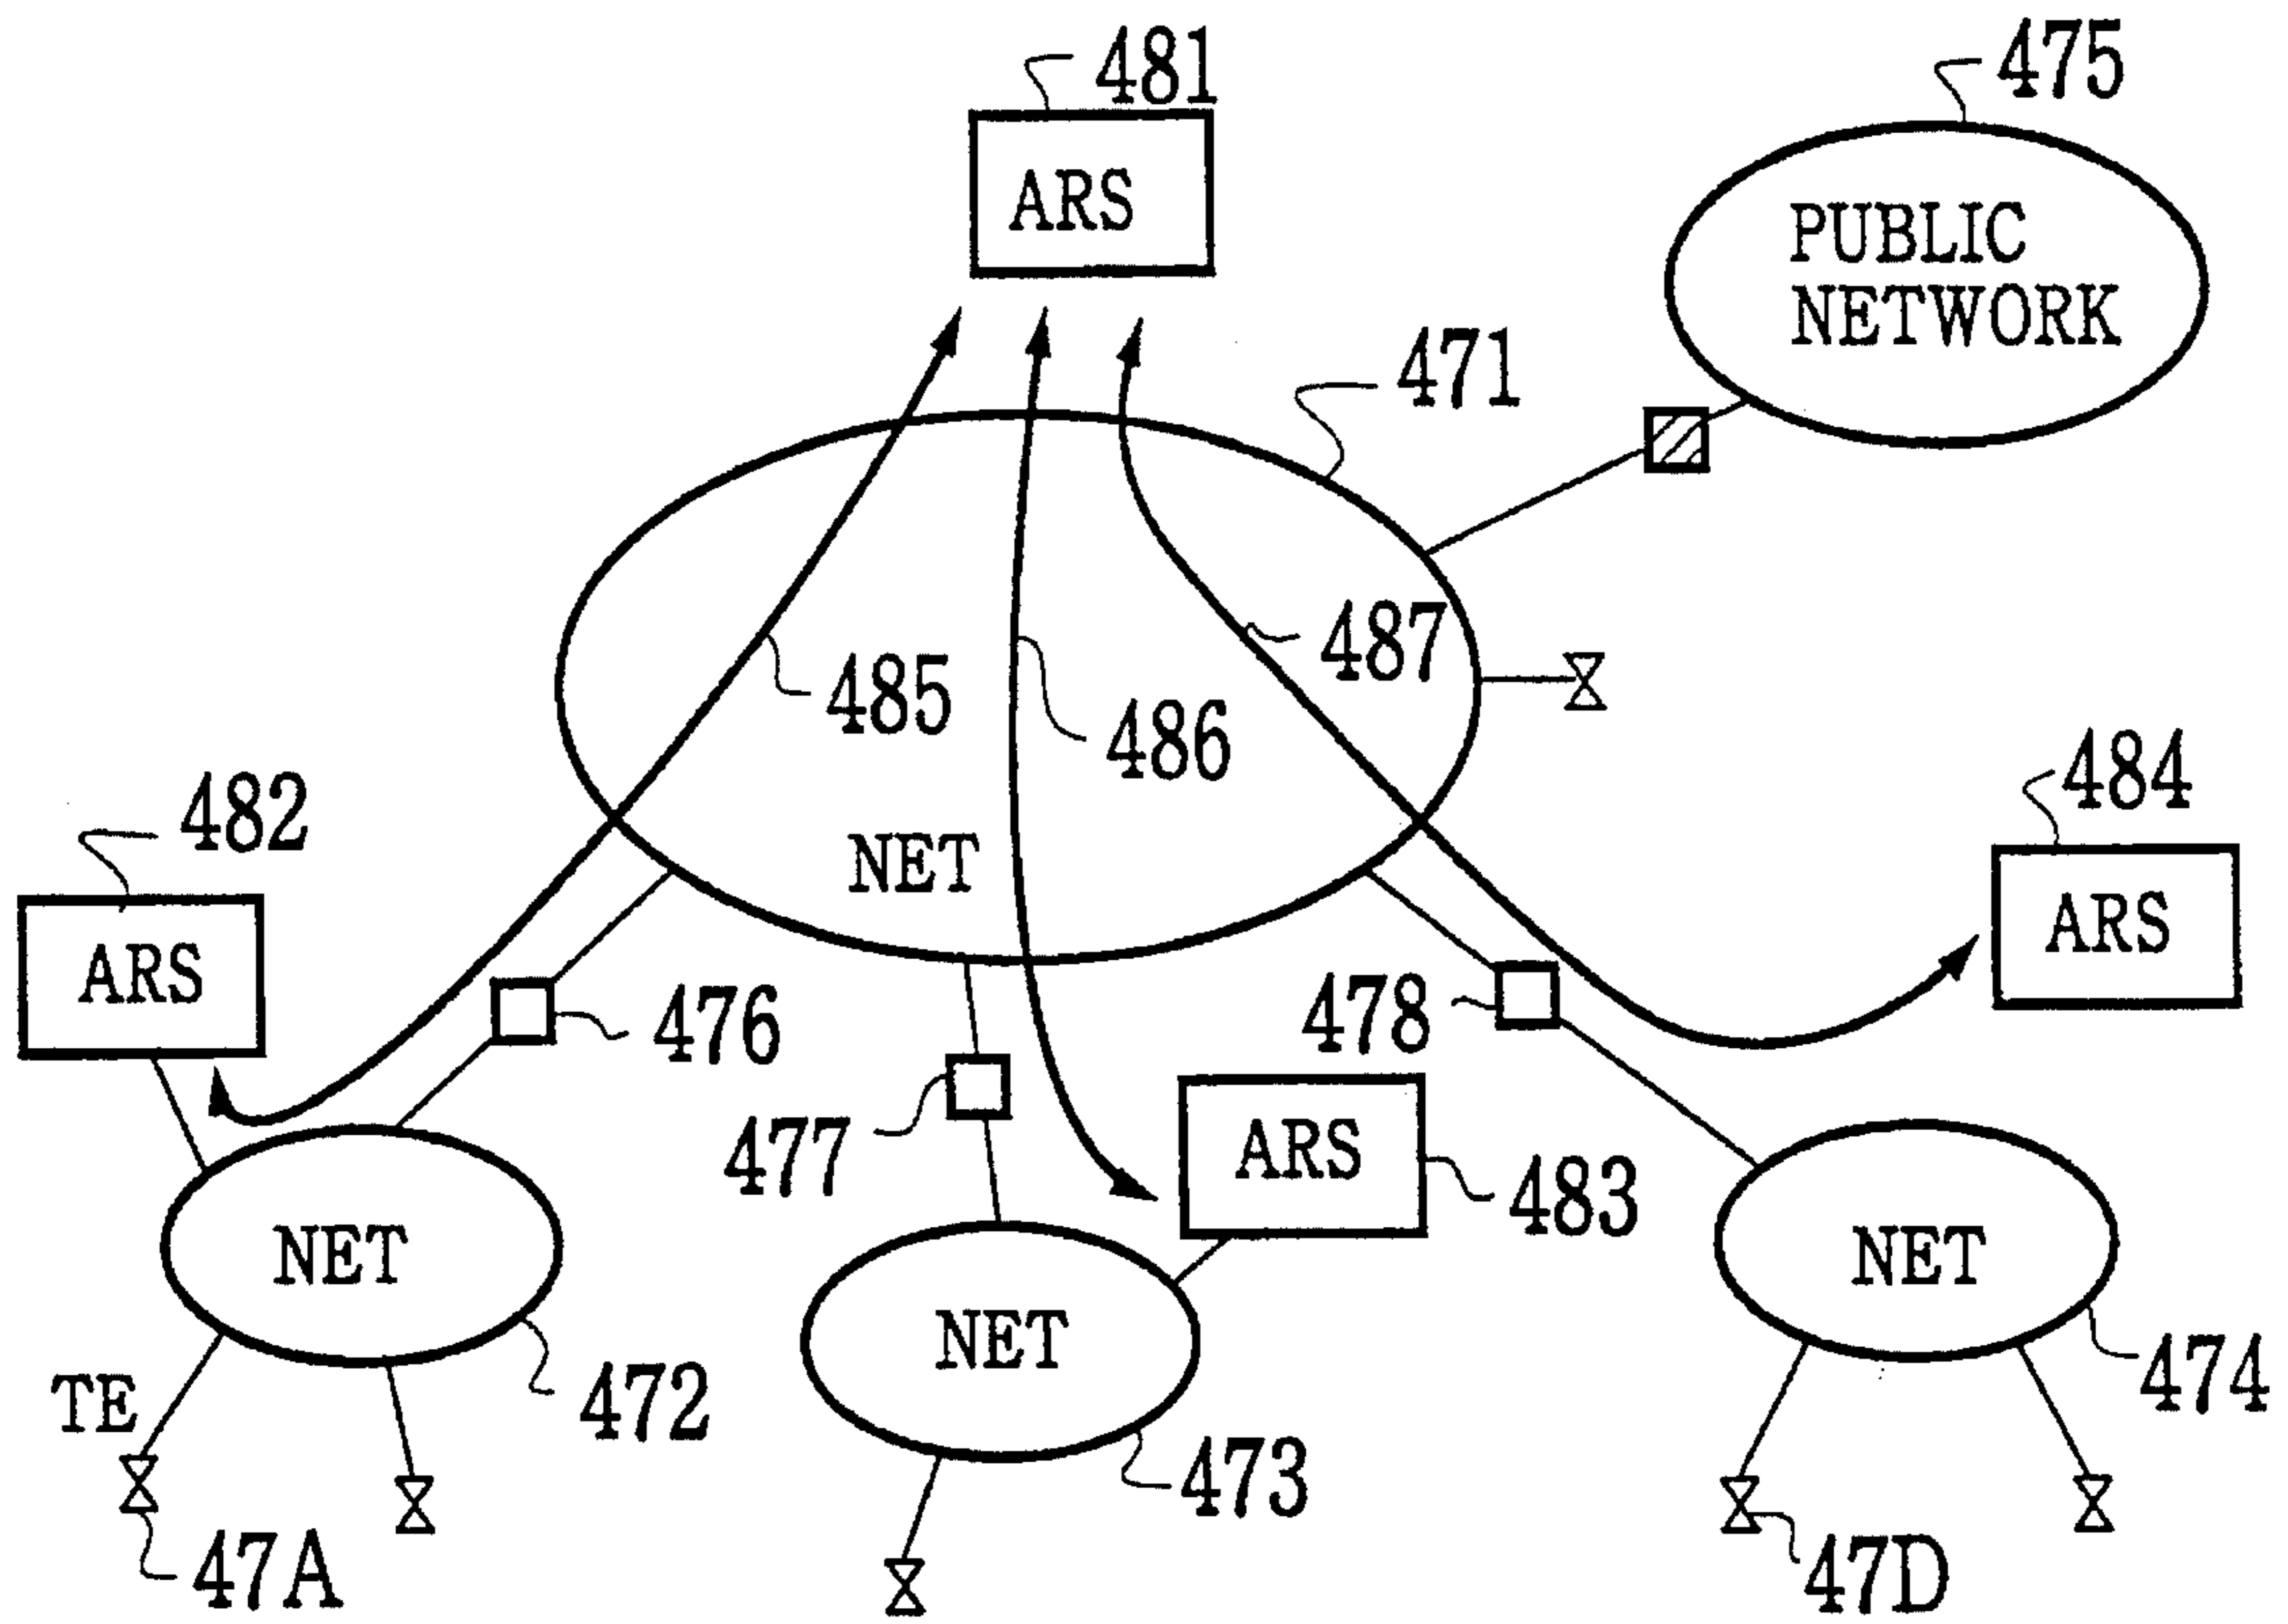 481
475
ARS
PUBLIC
NETWORK
471
487
485
486
484
482
NET
ARS
ARS
476
478
477
ARS
483
NET
NET
NET
472
474
TE
473
47A
47D